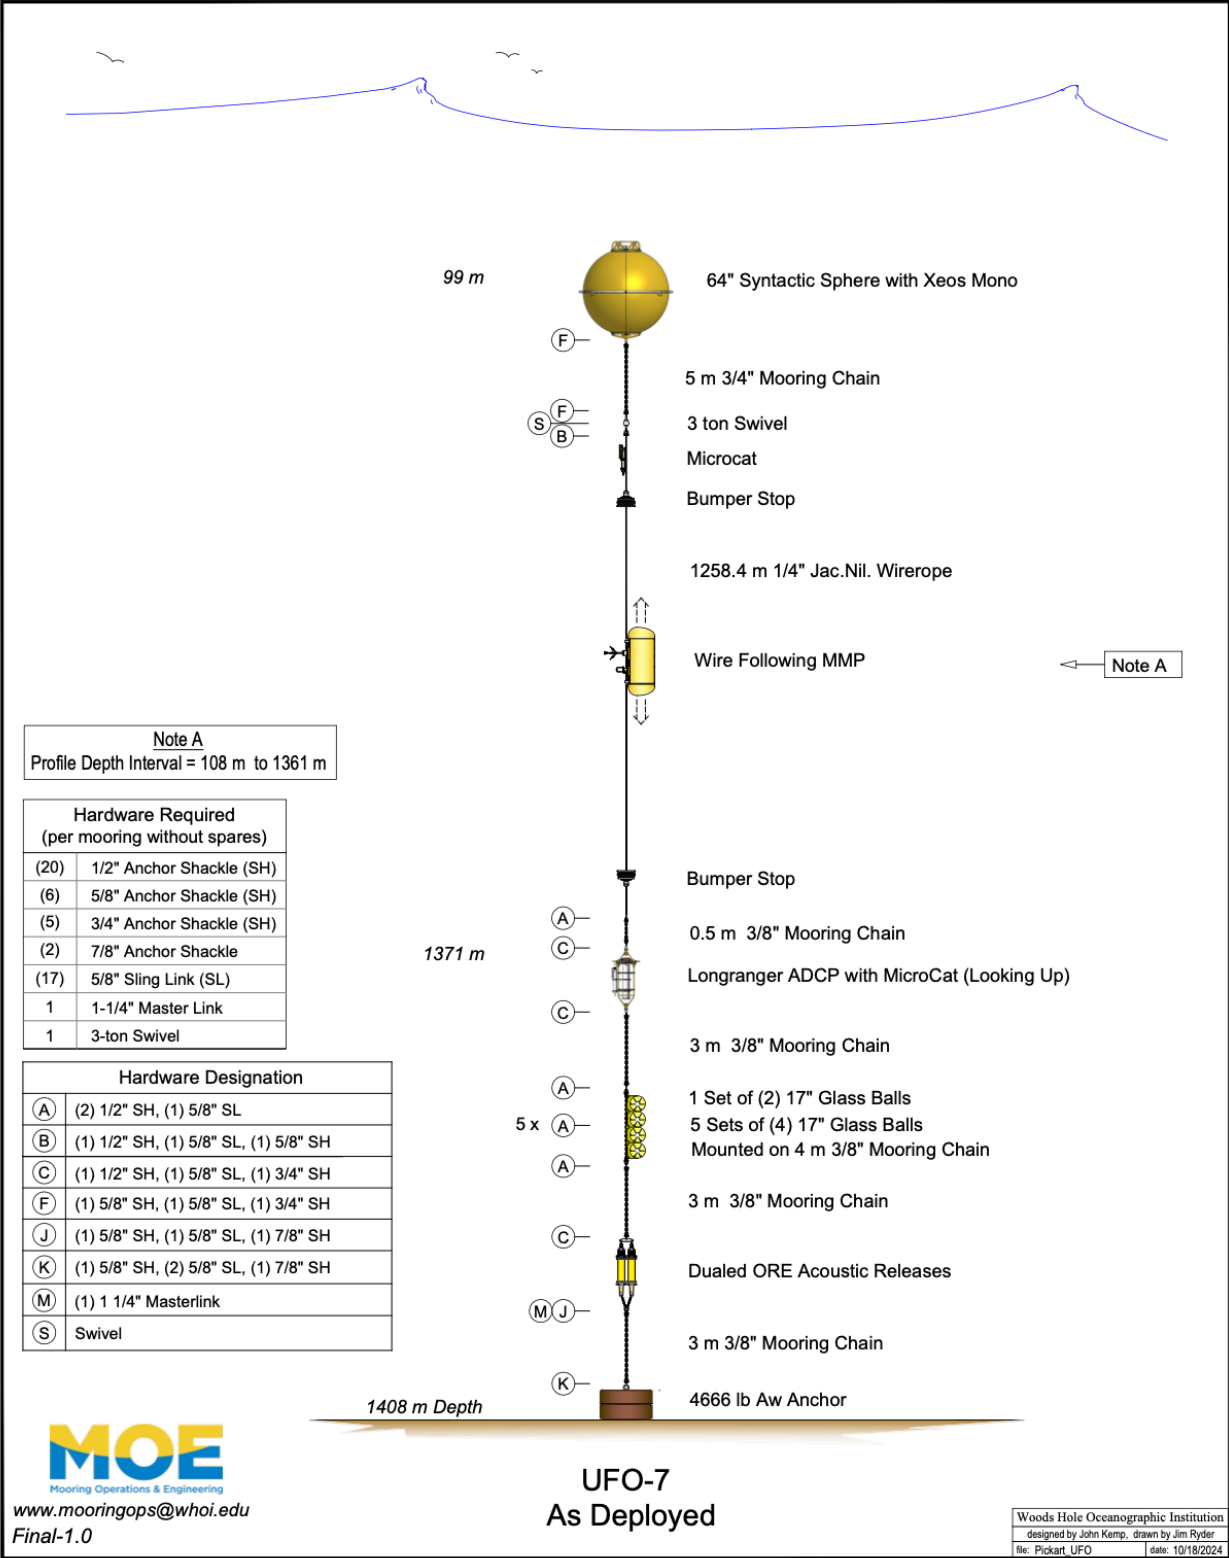 99 m
64" Syntactic Sphere with Xeos Mono
F
5 m 3/4" Mooring Chain
F
S
3 ton Swivel
B
Microcat
Bumper Stop
1258.4 m 1/4" Jac.Nil. Wirerope
Wire Following MMP
Note A
Note A
Profile Depth Interval = 108 m to 1361 m
Hardware Required
(per mooring without spares)
(20) 1/2" Anchor Shackle (SH)
(6) 5/8" Anchor Shackle (SH)
(5) 3/4" Anchor Shackle (SH)
(2) 7/8" Anchor Shackle
(17) 5/8" Sling Link (SL)
1 1-1/4" Master Link
1 3-ton Swivel
Bumper Stop
A
0.5 m 3/8" Mooring Chain
C
1371 m
Longranger ADCP with MicroCat (Looking Up)
C
3 m 3/8" Mooring Chain
A
1 Set of (2) 17" Glass Balls
5 x A
5 Sets of (4) 17" Glass Balls
Mounted on 4 m 3/8" Mooring Chain
A
3 m 3/8" Mooring Chain
C
Dualed ORE Acoustic Releases
M J
3 m 3/8" Mooring Chain
K
4666 lb Aw Anchor
1408 m Depth
Hardware Designation
A (2) 1/2" SH, (1) 5/8" SL
B (1) 1/2" SH, (1) 5/8" SL, (1) 5/8" SH
C (1) 1/2" SH, (1) 5/8" SL, (1) 3/4" SH
F (1) 5/8" SH, (1) 5/8" SL, (1) 3/4" SH
J (1) 5/8" SH, (1) 5/8" SL, (1) 7/8" SH
K (1) 5/8" SH, (2) 5/8" SL, (1) 7/8" SH
M (1) 1 1/4" Masterlink
S Swivel
MOE
Mooring Operations & Engineering
www.mooringops@whoi.edu
Final-1.0
UFO-7
As Deployed
Woods Hole Oceanographic Institution
designed by John Kemp, drawn by Jim Ryder
file: Pickart_UFO date: 10/18/2024